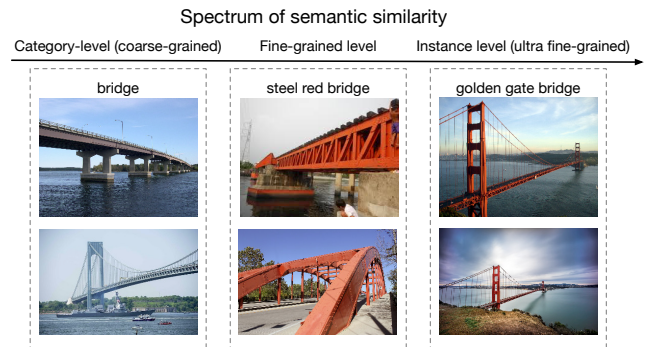 Spectrum of semantic similarity
Category-level (coarse-grained)
Fine-grained level
Instance level (ultra fine-grained)
bridge
steel red bridge
golden gate bridge